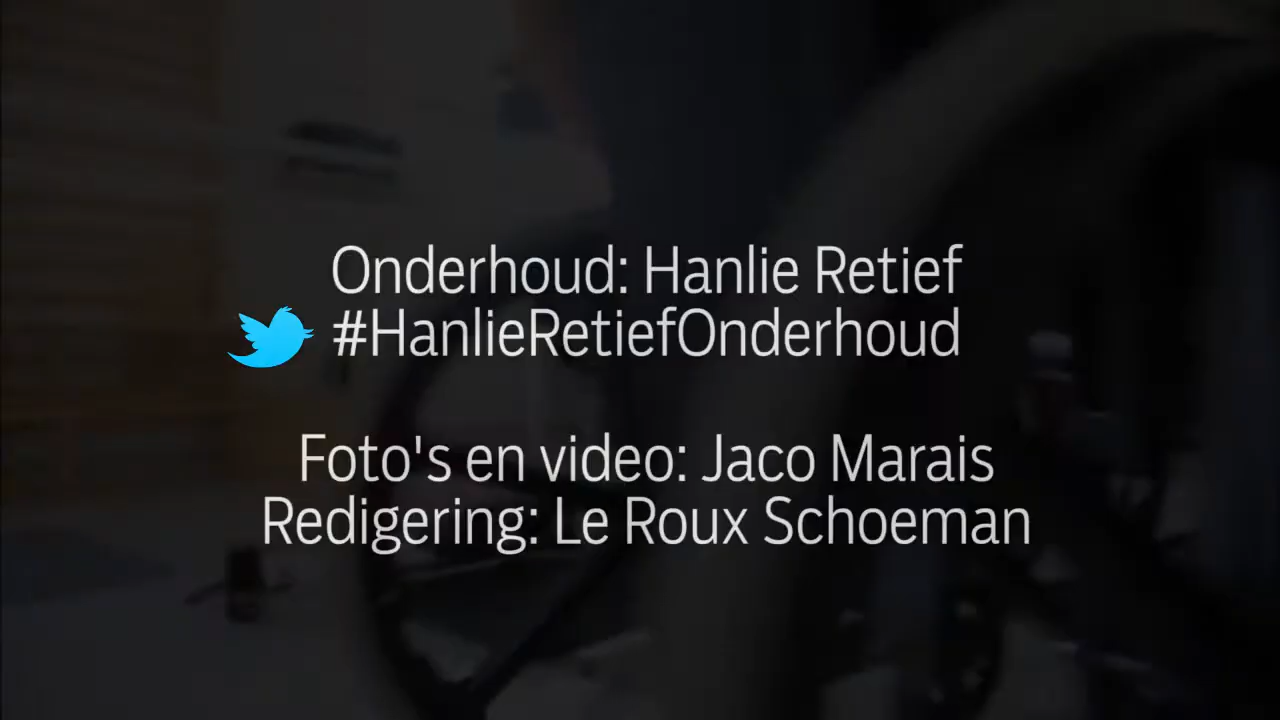 Onderhoud: Hanlie Retief
#HanlieRetiefOnderhoud
Foto's en video: Jaco Marais
Redigering: Le Roux Schoeman